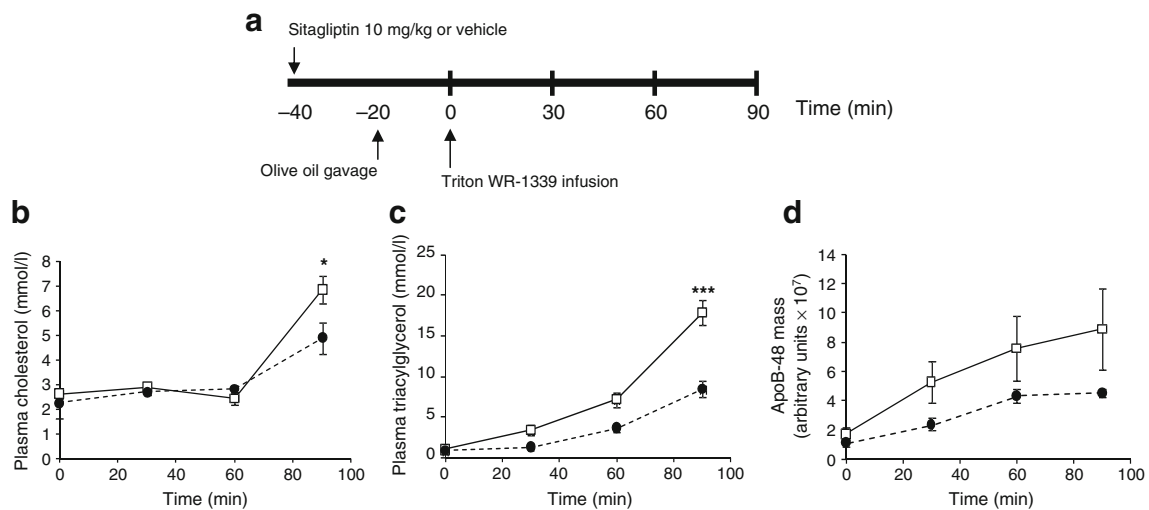 a
Sitagliptin 10 mg/kg or vehicle
–40 –20 0 30 60 90 Time (min)
Olive oil gavage
Triton WR-1339 infusion
b
Plasma cholesterol (mmol/l)
8
7
6
5
4
3
2
1
0
0 20 40 60 80 100
Time (min)
*
c
Plasma triacylglycerol (mmol/l)
25
20
15
10
5
0
0 20 40 60 80 100
Time (min)
***
d
ApoB-48 mass
(arbitrary units × 10⁷)
14
12
10
8
6
4
2
0
0 20 40 60 80 100
Time (min)